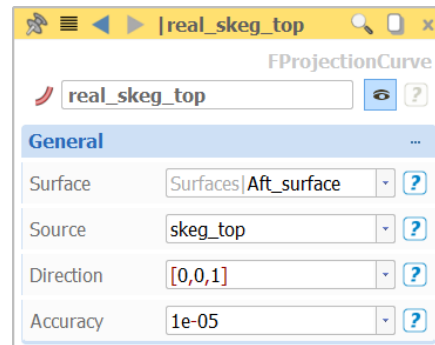 |real_skeg_top
FProjectionCurve
real_skeg_top
General ...
Surface Surfaces|Aft_surface ?
Source skeg_top ?
Direction [0,0,1] ?
Accuracy 1e-05 ?